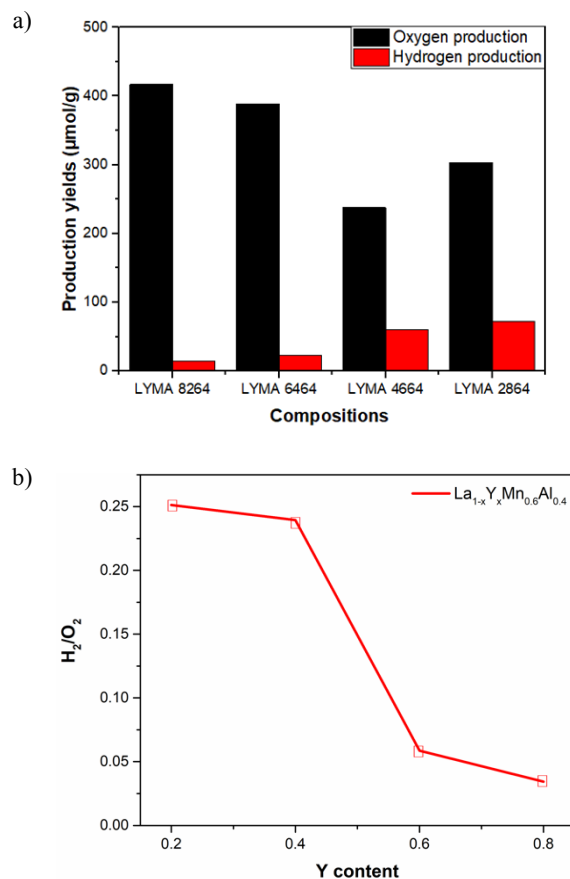 a)
Oxygen production
Hydrogen production
500
400
300
200
100
0
Production yields (µmol/g)
LYMA 8264 LYMA 6464 LYMA 4664 LYMA 2864
Compositions
b)
La₁₋ₓYₓMn₀.₆Al₀.₄
0.25
0.20
0.15
0.10
0.05
0.00
H₂/O₂
0.2 0.4 0.6 0.8
Y content